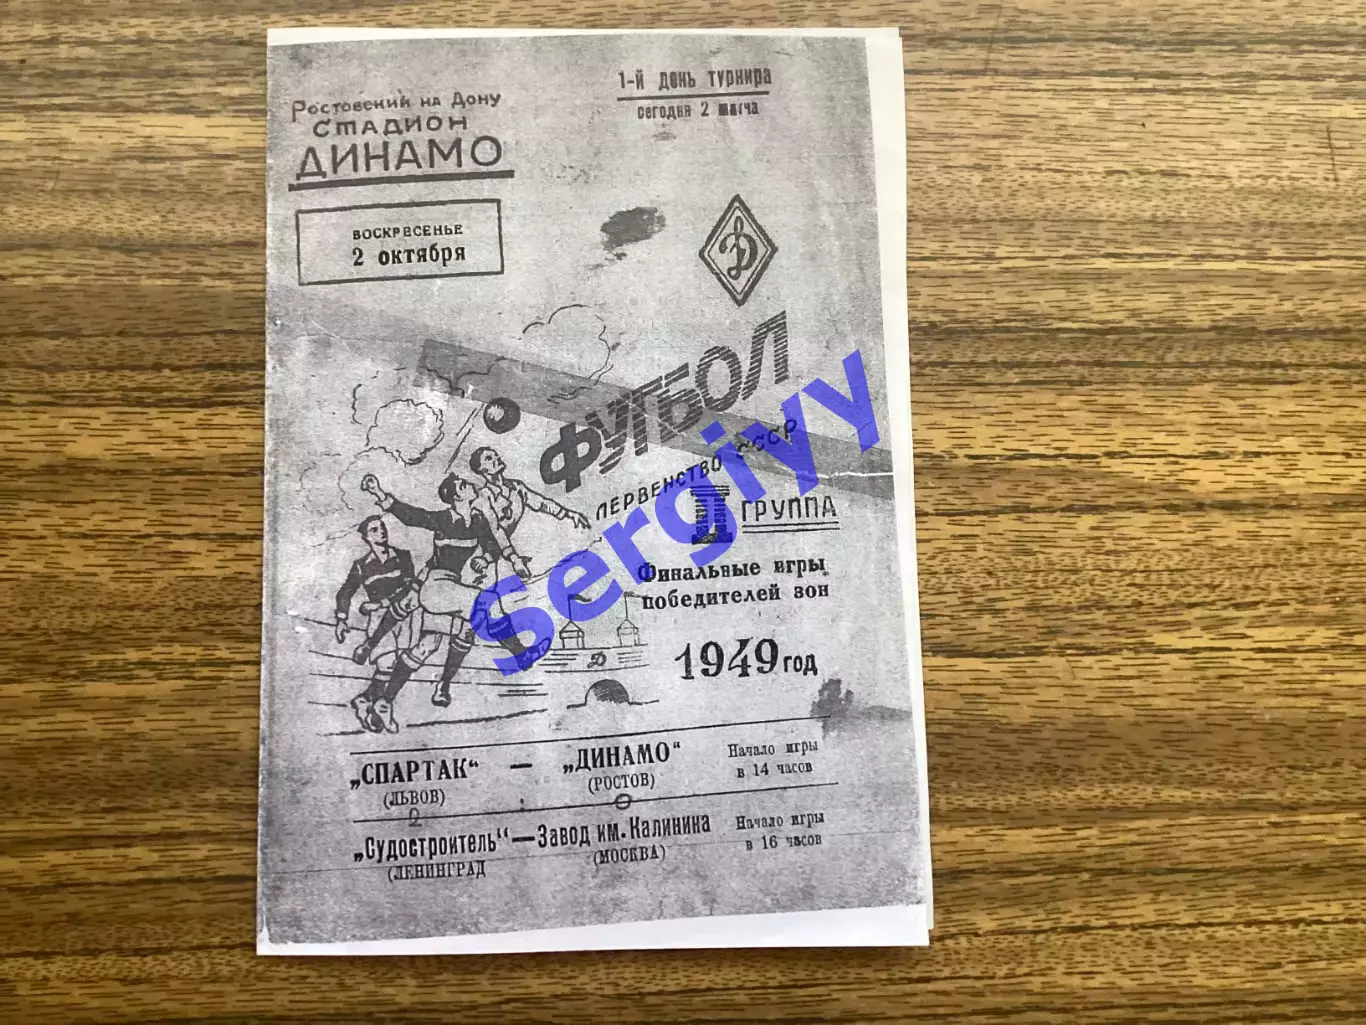 Ростовский на Дону
СТАДИОН
ДИНАМО
1-й день турнира
сегодня 2 матча
ВОСКРЕСЕНЬЕ
2 октября
Д
ФУТБОЛ
ПЕРВЕНСТВО СССР
II ГРУППА
Финальные игры
победителей зон
1949 год
Д
„СПАРТАК“ — „ДИНАМО“
(ЛЬВОВ) (РОСТОВ)
Начало игры
в 14 часов
2 : 0
„Судостроитель“ — Завод им. Калинина
(ЛЕНИНГРАД (МОСКВА)
Начало игры
в 16 часов
Sergiyy